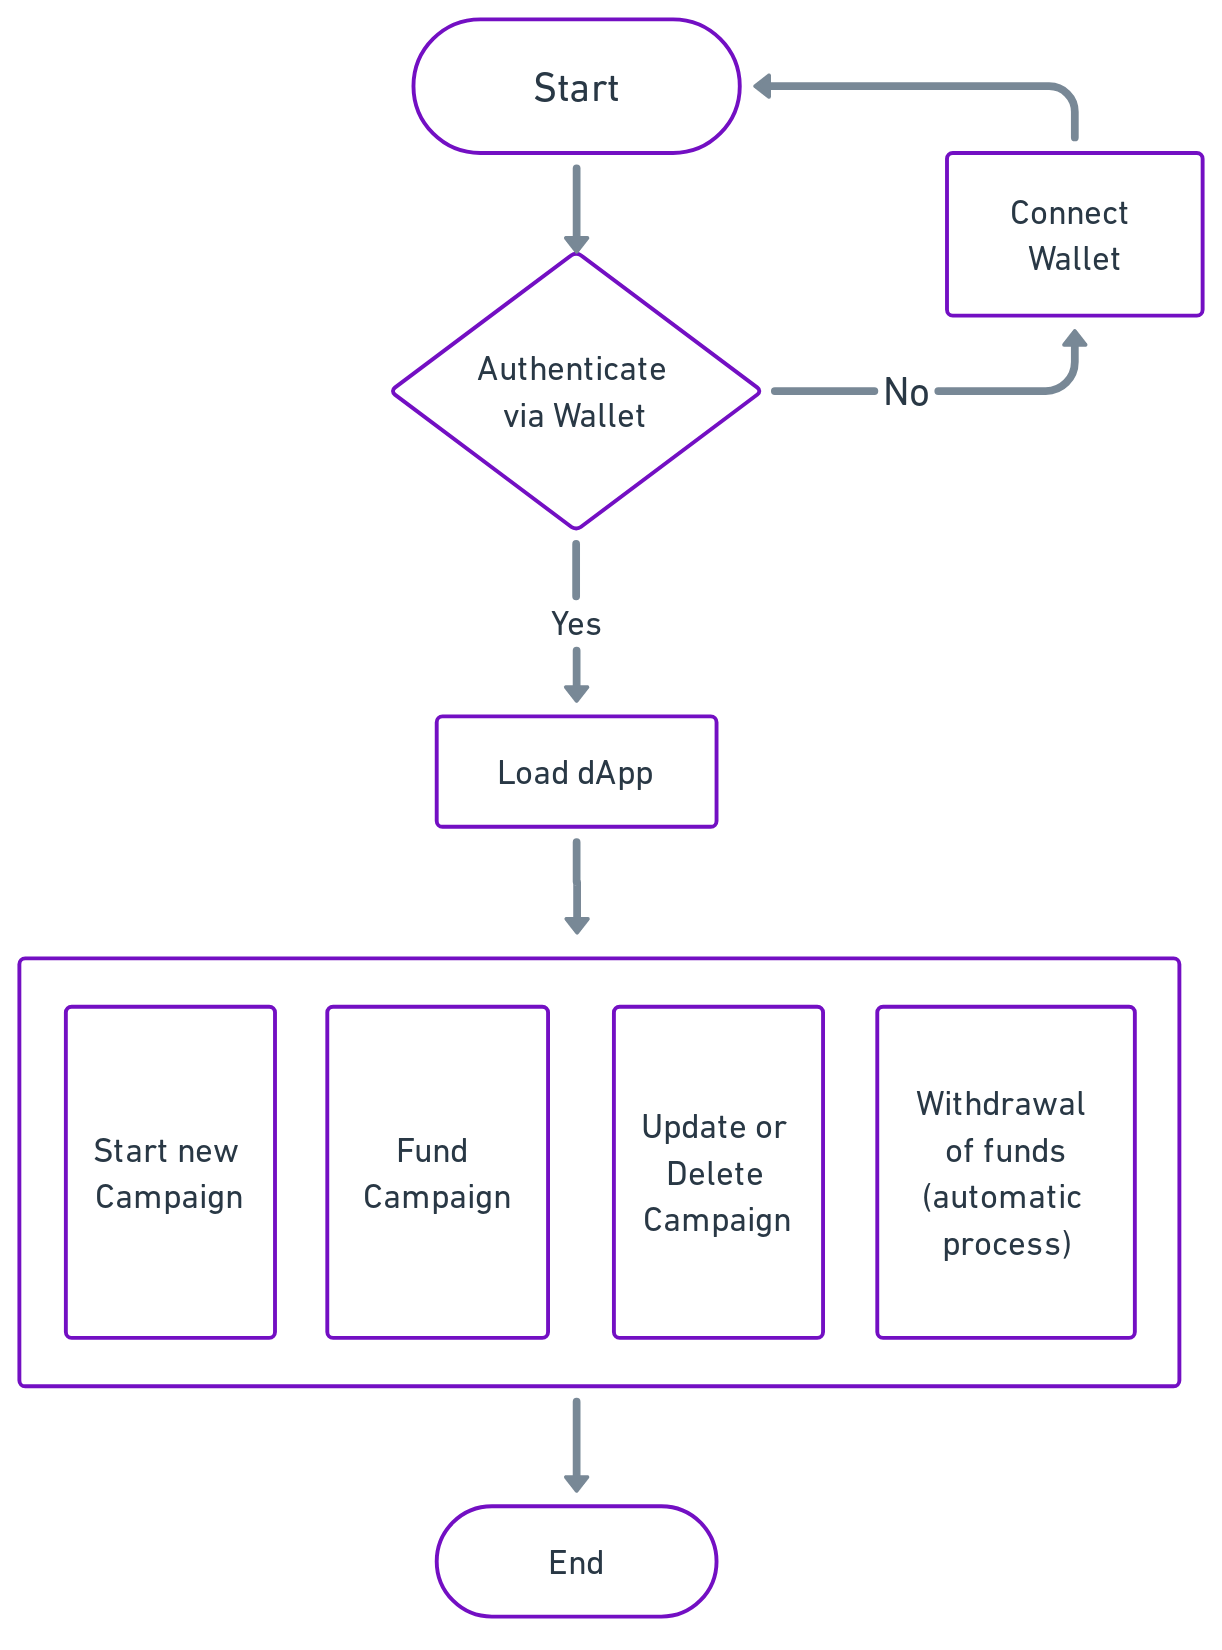 Start
Connect
Wallet
Authenticate
via Wallet
No
Yes
Load dApp
Start new
Campaign
Fund
Campaign
Update or
Delete
Campaign
Withdrawal
of funds
(automatic
process)
End